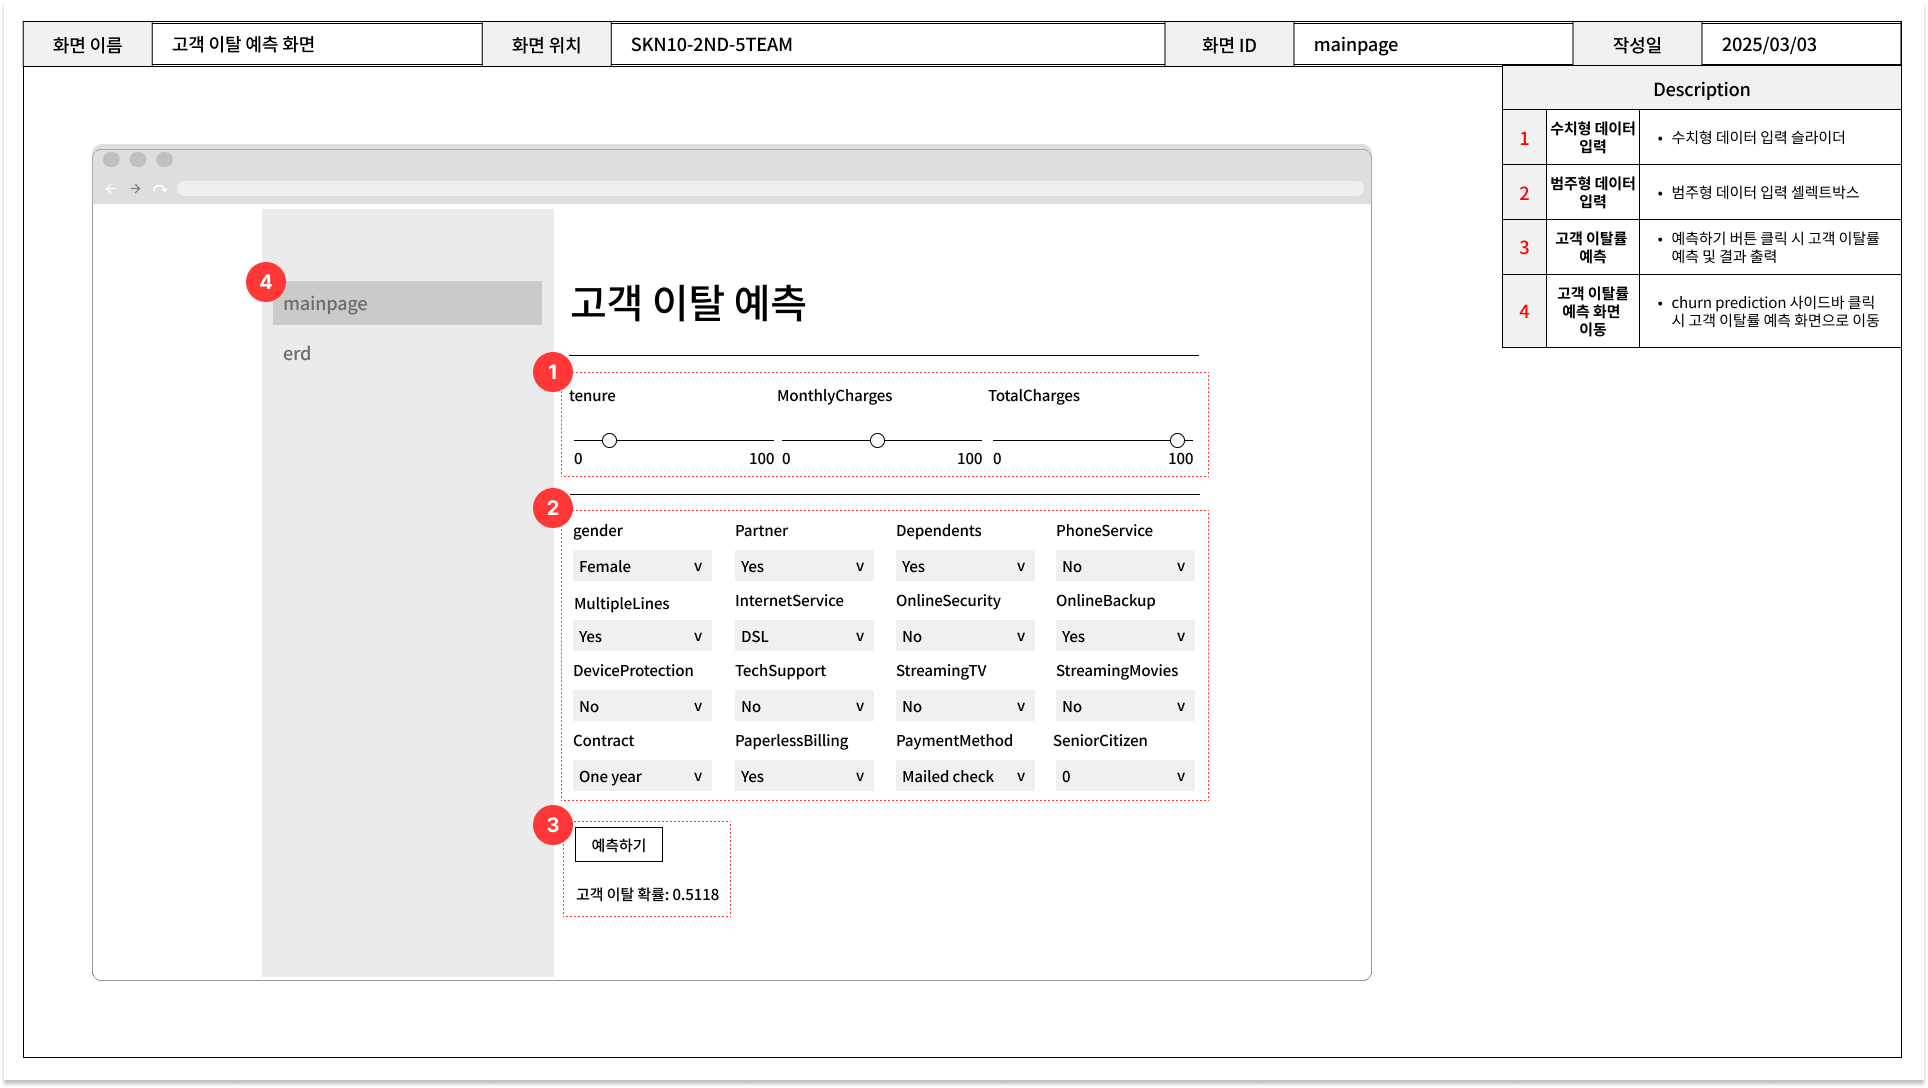 화면 이름 고객 이탈 예측 화면 화면 위치 SKN10-2ND-5TEAM 화면 ID mainpage 작성일 2025/03/03
Description
1 수치형 데이터 입력 • 수치형 데이터 입력 슬라이더
2 범주형 데이터 입력 • 범주형 데이터 입력 셀렉트박스
3 고객 이탈률 예측 • 예측하기 버튼 클릭 시 고객 이탈률 예측 및 결과 출력
4 고객 이탈률 예측 화면 이동 • churn prediction 사이드바 클릭 시 고객 이탈률 예측 화면으로 이동
4
mainpage
erd
고객 이탈 예측
1
tenure MonthlyCharges TotalCharges
0 100 0 100 0 100
2
gender Partner Dependents PhoneService
Female v Yes v Yes v No v
MultipleLines InternetService OnlineSecurity OnlineBackup
Yes v DSL v No v Yes v
DeviceProtection TechSupport StreamingTV StreamingMovies
No v No v No v No v
Contract PaperlessBilling PaymentMethod SeniorCitizen
One year v Yes v Mailed check v 0 v
3
예측하기
고객 이탈 확률: 0.5118